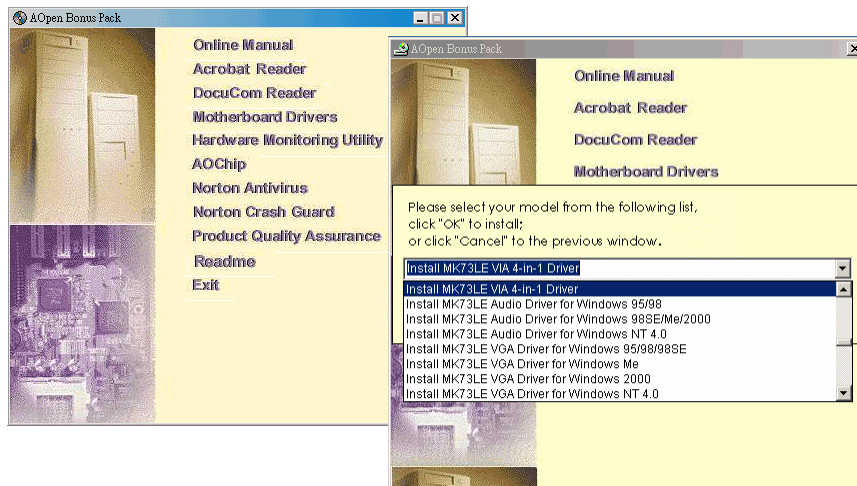 AOpen Bonus Pack
Online Manual
Acrobat Reader
DocuCom Reader
Motherboard Drivers
Hardware Monitoring Utility
AOChip
Norton Antivirus
Norton Crash Guard
Product Quality Assurance
Readme
Exit
AOpen Bonus Pack
Online Manual
Acrobat Reader
DocuCom Reader
Motherboard Drivers
Please select your model from the following list,
click "OK" to install;
or click "Cancel" to the previous window.
Install MK73LE VIA 4-in-1 Driver
Install MK73LE VIA 4-in-1 Driver
Install MK73LE Audio Driver for Windows 95/98
Install MK73LE Audio Driver for Windows 98SE/Me/2000
Install MK73LE Audio Driver for Windows NT 4.0
Install MK73LE VGA Driver for Windows 95/98/98SE
Install MK73LE VGA Driver for Windows Me
Install MK73LE VGA Driver for Windows 2000
Install MK73LE VGA Driver for Windows NT 4.0